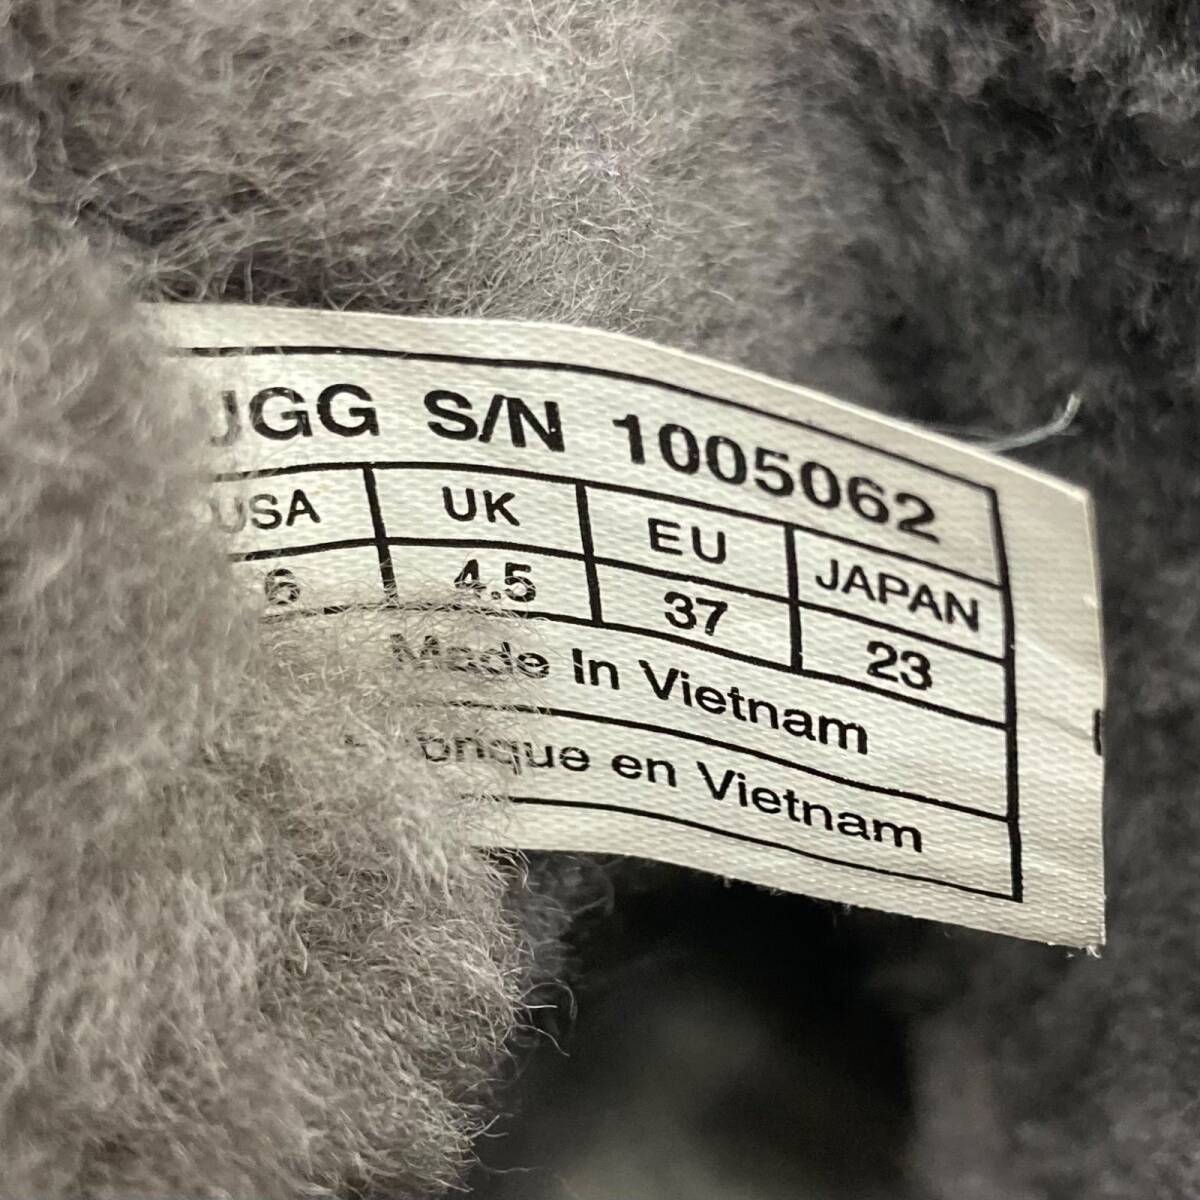 UGG S/N 1005062
USA UK EU JAPAN
6 4.5 37 23
Made In Vietnam
en Vietnam